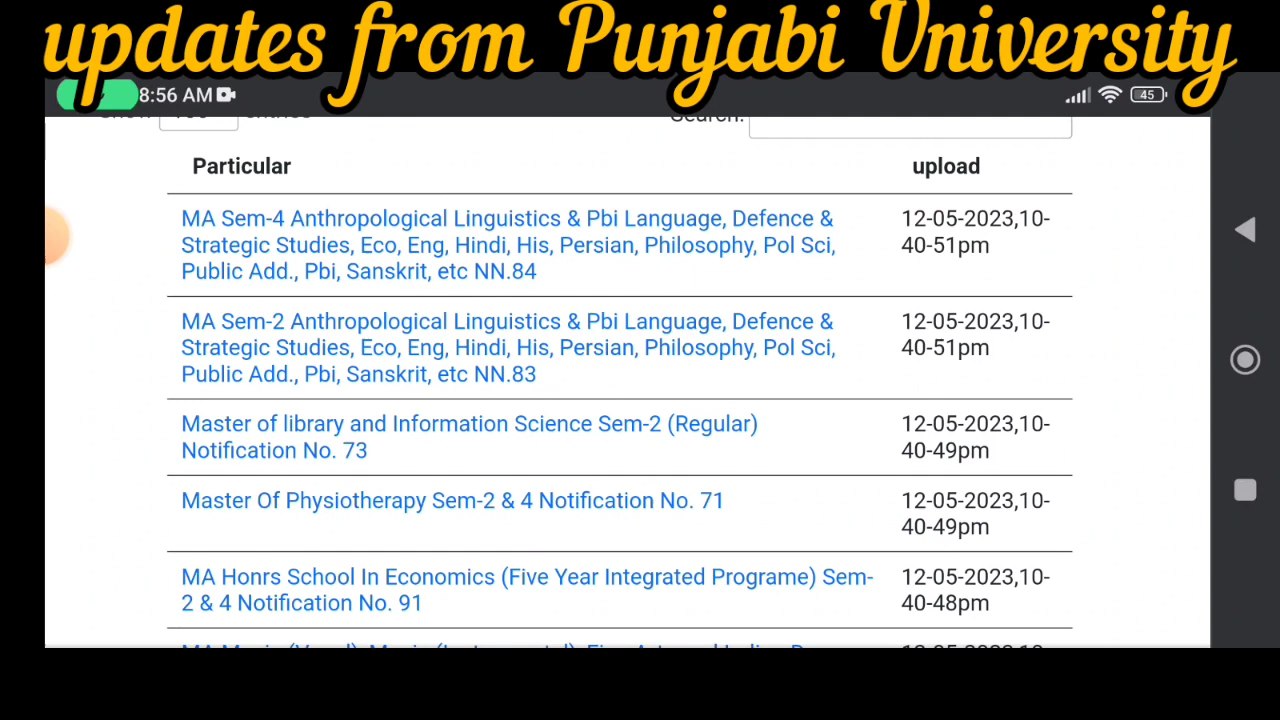 updates from Punjabi University
8:56 AM
45
Search:
Particular upload
MA Sem-4 Anthropological Linguistics & Pbi Language, Defence & 12-05-2023,10-
Strategic Studies, Eco, Eng, Hindi, His, Persian, Philosophy, Pol Sci, 40-51pm
Public Add., Pbi, Sanskrit, etc NN.84
MA Sem-2 Anthropological Linguistics & Pbi Language, Defence & 12-05-2023,10-
Strategic Studies, Eco, Eng, Hindi, His, Persian, Philosophy, Pol Sci, 40-51pm
Public Add., Pbi, Sanskrit, etc NN.83
Master of library and Information Science Sem-2 (Regular) 12-05-2023,10-
Notification No. 73 40-49pm
Master Of Physiotherapy Sem-2 & 4 Notification No. 71 12-05-2023,10-
40-49pm
MA Honrs School In Economics (Five Year Integrated Programe) Sem- 12-05-2023,10-
2 & 4 Notification No. 91 40-48pm